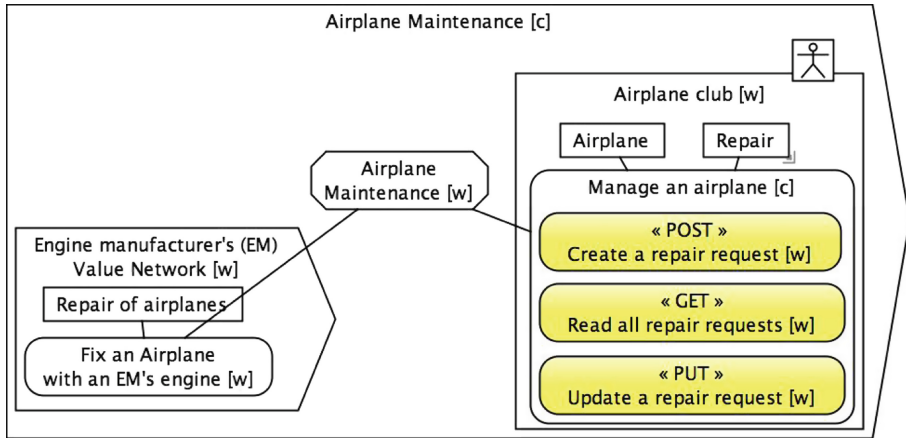 Airplane Maintenance [c]
Airplane club [w]
Airplane
Repair
Manage an airplane [c]
« POST »
Create a repair request [w]
« GET »
Read all repair requests [w]
« PUT »
Update a repair request [w]
Airplane
Maintenance [w]
Engine manufacturer's (EM)
Value Network [w]
Repair of airplanes
Fix an Airplane
with an EM's engine [w]